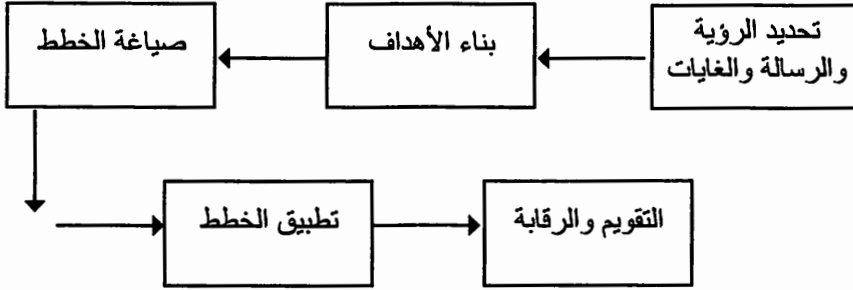 تحديد الرؤية
والرسالة والغايات
بناء الأهداف
صياغة الخطط
تطبيق الخطط
التقويم والرقابة